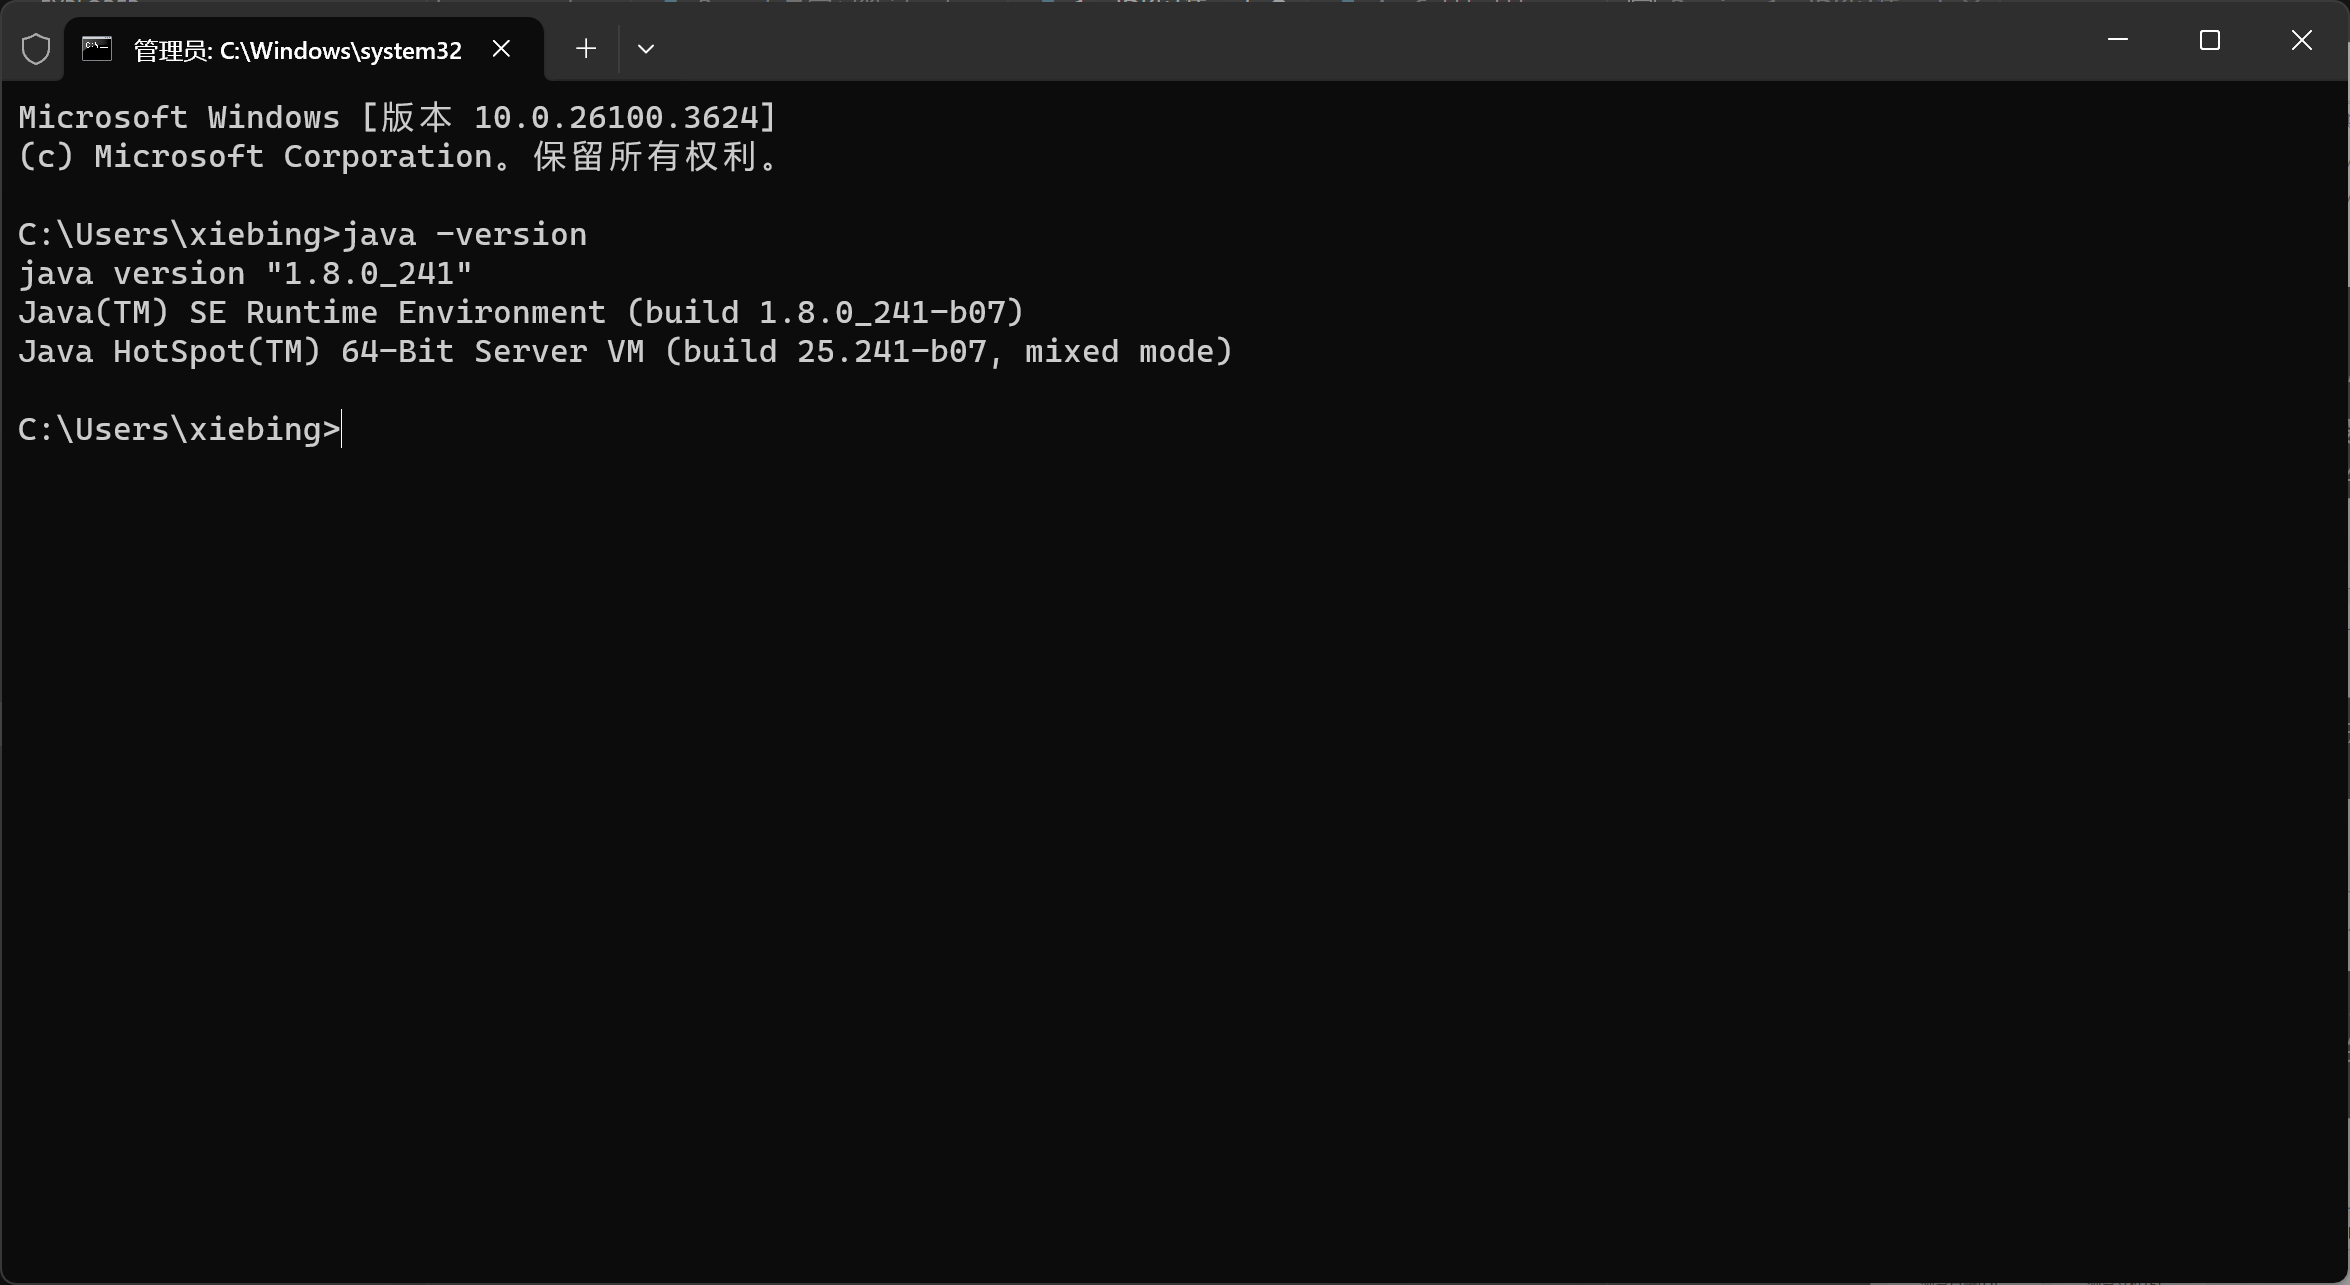 管理员: C:\Windows\system32
Microsoft Windows [版本 10.0.26100.3624]
(c) Microsoft Corporation。保留所有权利。
C:\Users\xiebing>java -version
java version "1.8.0_241"
Java(TM) SE Runtime Environment (build 1.8.0_241-b07)
Java HotSpot(TM) 64-Bit Server VM (build 25.241-b07, mixed mode)
C:\Users\xiebing>